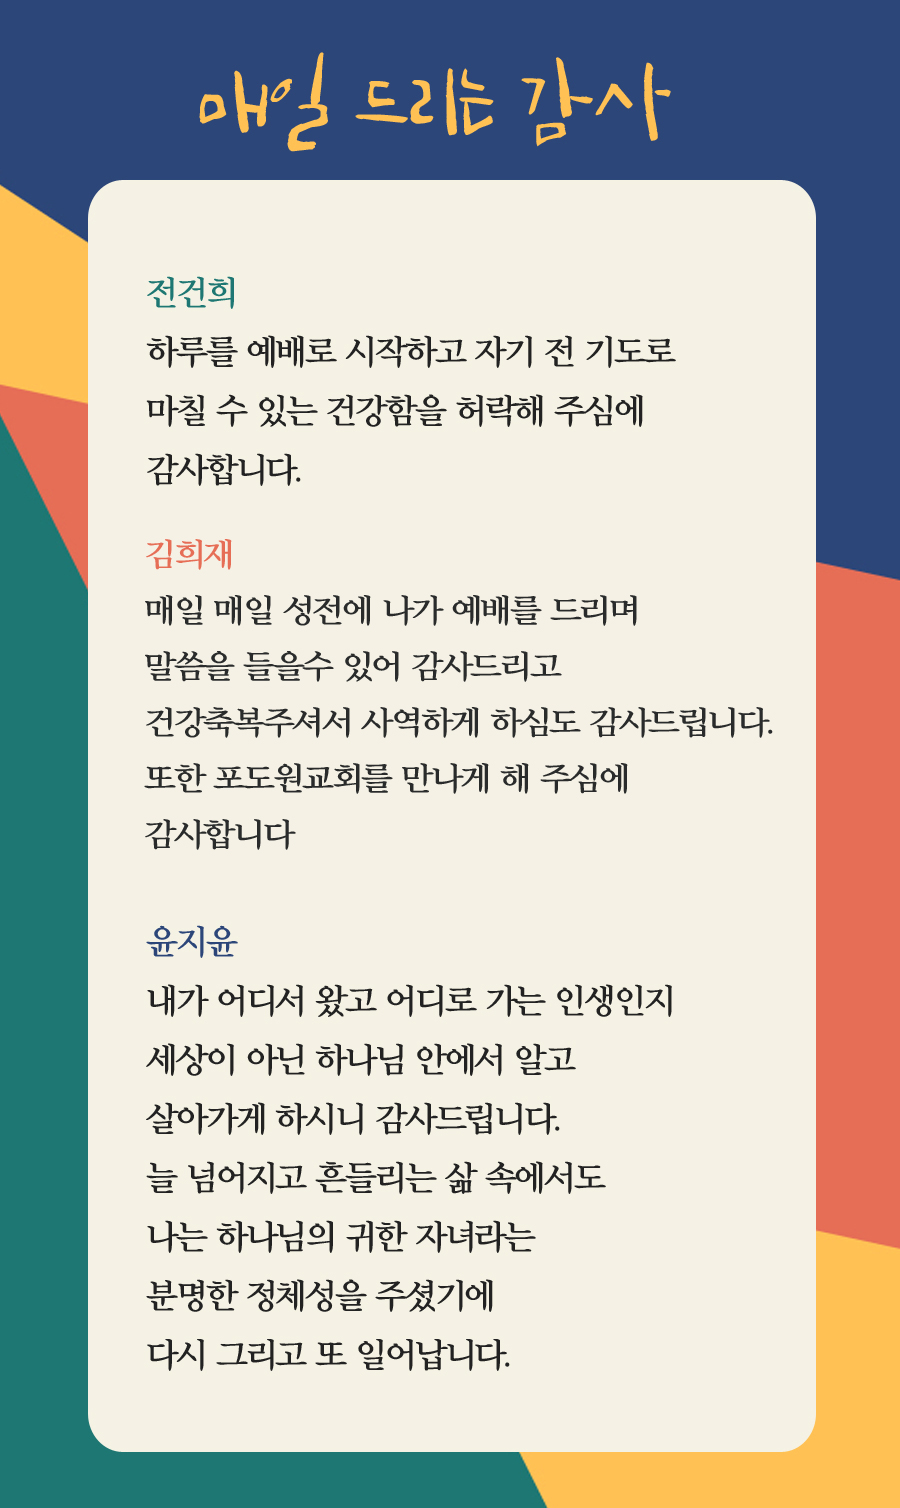 매일 드리는 감사
전건희
하루를 예배로 시작하고 자기 전 기도로
마칠 수 있는 건강함을 허락해 주심에
감사합니다.
김희재
매일 매일 성전에 나가 예배를 드리며
말씀을 들을수 있어 감사드리고
건강축복주셔서 사역하게 하심도 감사드립니다.
또한 포도원교회를 만나게 해 주심에
감사합니다
윤지윤
내가 어디서 왔고 어디로 가는 인생인지
세상이 아닌 하나님 안에서 알고
살아가게 하시니 감사드립니다.
늘 넘어지고 흔들리는 삶 속에서도
나는 하나님의 귀한 자녀라는
분명한 정체성을 주셨기에
다시 그리고 또 일어납니다.